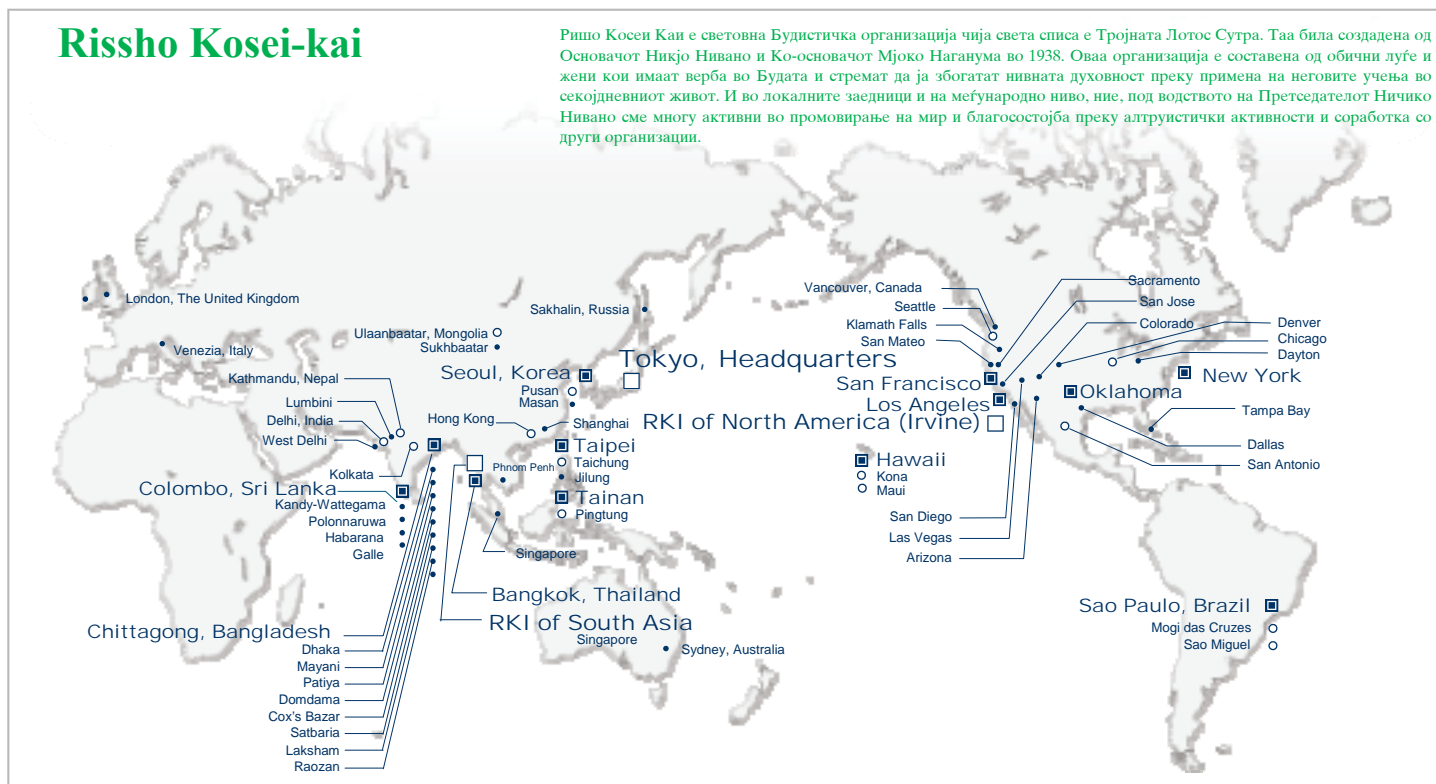 Rissho Kosei-kai
Ришо Косеи Каи е световна Будистичка организација чија света списа е Тројната Лотос Сутра. Таа била создадена од
Основачот Никјо Нивано и Ко-основачот Мјоко Наганума во 1938. Оваа организација е составена од обични луѓе и
жени кои имаат верба во Будата и стремат да ја збогатат нивната духовност преку примена на неговите учења во
секојдневниот живот. И во локалните заедници и на меѓународно ниво, ние, под водството на Претседателот Ничико
Нивано сме многу активни во промовирање на мир и благосостојба преку алтруистички активности и соработка со
други организации.
London, The United Kingdom
Venezia, Italy
Sakhalin, Russia
Ulaanbaatar, Mongolia
Sukhbaatar
Tokyo, Headquarters
Seoul, Korea
Pusan
Masan
Kathmandu, Nepal
Lumbini
Delhi, India
West Delhi
Hong Kong
Shanghai
Kolkata
Taipei
Taichung
Jilung
Phnom Penh
Tainan
Pingtung
Colombo, Sri Lanka
Kandy-Wattegama
Polonnaruwa
Habarana
Galle
Singapore
Bangkok, Thailand
RKI of South Asia
Singapore
Sydney, Australia
Chittagong, Bangladesh
Dhaka
Mayani
Patiya
Domdama
Cox's Bazar
Satbaria
Laksham
Raozan
Vancouver, Canada
Seattle
Klamath Falls
San Mateo
San Francisco
Los Angeles
RKI of North America (Irvine)
Hawaii
Kona
Maui
San Diego
Las Vegas
Arizona
Sacramento
San Jose
Colorado
Denver
Chicago
Dayton
New York
Oklahoma
Tampa Bay
Dallas
San Antonio
Sao Paulo, Brazil
Mogi das Cruzes
Sao Miguel